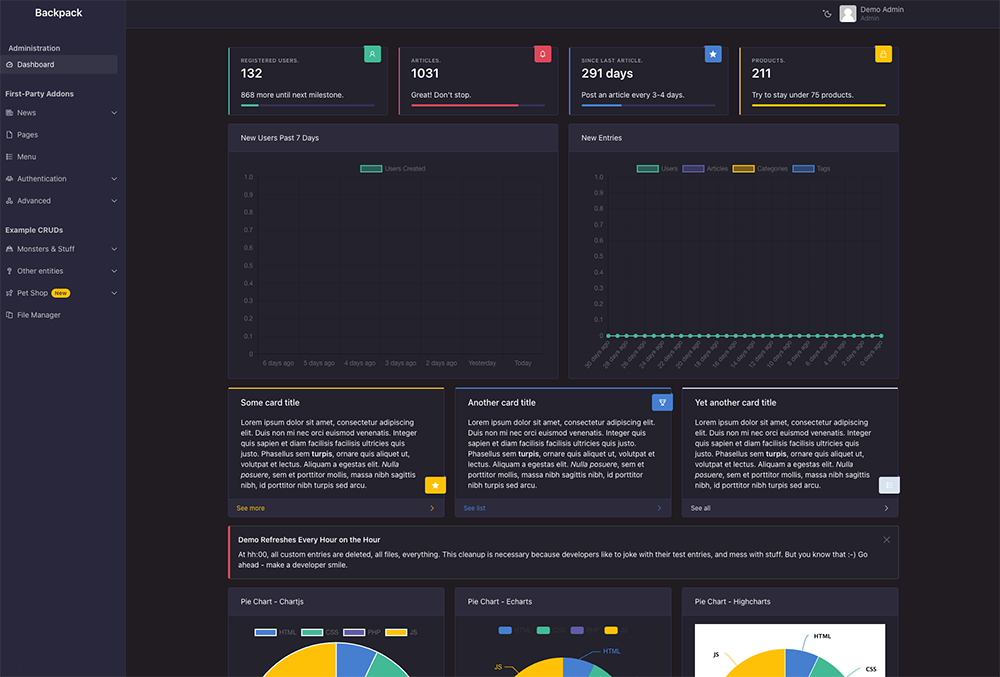 Backpack
Demo Admin
Admin
Administration
Dashboard
First-Party Addons
News
Pages
Menu
Authentication
Advanced
Example CRUDs
Monsters & Stuff
Other entities
Pet Shop New
File Manager
REGISTERED USERS.
132
868 more until next milestone.
ARTICLES.
1031
Great! Don't stop.
SINCE LAST ARTICLE.
291 days
Post an article every 3-4 days.
PRODUCTS.
211
Try to stay under 75 products.
New Users Past 7 Days
Users Created
1.0
0.9
0.8
0.7
0.6
0.5
0.4
0.3
0.2
0.1
0
6 days ago 5 days ago 4 days ago 3 days ago 2 days ago Yesterday Today
New Entries
Users Articles Categories Tags
1.0
0.9
0.8
0.7
0.6
0.5
0.4
0.3
0.2
0.1
0
30 days ago 28 days ago 26 days ago 24 days ago 22 days ago 20 days ago 18 days ago 16 days ago 14 days ago 12 days ago 10 days ago 8 days ago 6 days ago 4 days ago 2 days ago 0 days ago
Some card title
Lorem ipsum dolor sit amet, consectetur adipiscing
elit. Duis non mi nec orci euismod venenatis. Integer
quis sapien et diam facilisis facilisis ultricies quis
justo. Phasellus sem turpis, ornare quis aliquet ut,
volutpat et lectus. Aliquam a egestas elit. Nulla
posuere, sem et porttitor mollis, massa nibh sagittis
nibh, id porttitor nibh turpis sed arcu.
See more
Another card title
Lorem ipsum dolor sit amet, consectetur adipiscing
elit. Duis non mi nec orci euismod venenatis. Integer
quis sapien et diam facilisis facilisis ultricies quis
justo. Phasellus sem turpis, ornare quis aliquet ut,
volutpat et lectus. Aliquam a egestas elit. Nulla
posuere, sem et porttitor mollis, massa nibh sagittis
nibh, id porttitor nibh turpis sed arcu.
See list
Yet another card title
Lorem ipsum dolor sit amet, consectetur adipiscing
elit. Duis non mi nec orci euismod venenatis. Integer
quis sapien et diam facilisis facilisis ultricies quis
justo. Phasellus sem turpis, ornare quis aliquet ut,
volutpat et lectus. Aliquam a egestas elit. Nulla
posuere, sem et porttitor mollis, massa nibh sagittis
nibh, id porttitor nibh turpis sed arcu.
See all
Demo Refreshes Every Hour on the Hour
At hh:00, all custom entries are deleted, all files, everything. This cleanup is necessary because developers like to joke with their test entries, and mess with stuff. But you know that :-) Go
ahead - make a developer smile.
Pie Chart - Chartjs
HTML CSS PHP JS
Pie Chart - Echarts
HTML
JS
Pie Chart - Highcharts
HTML
JS
CSS